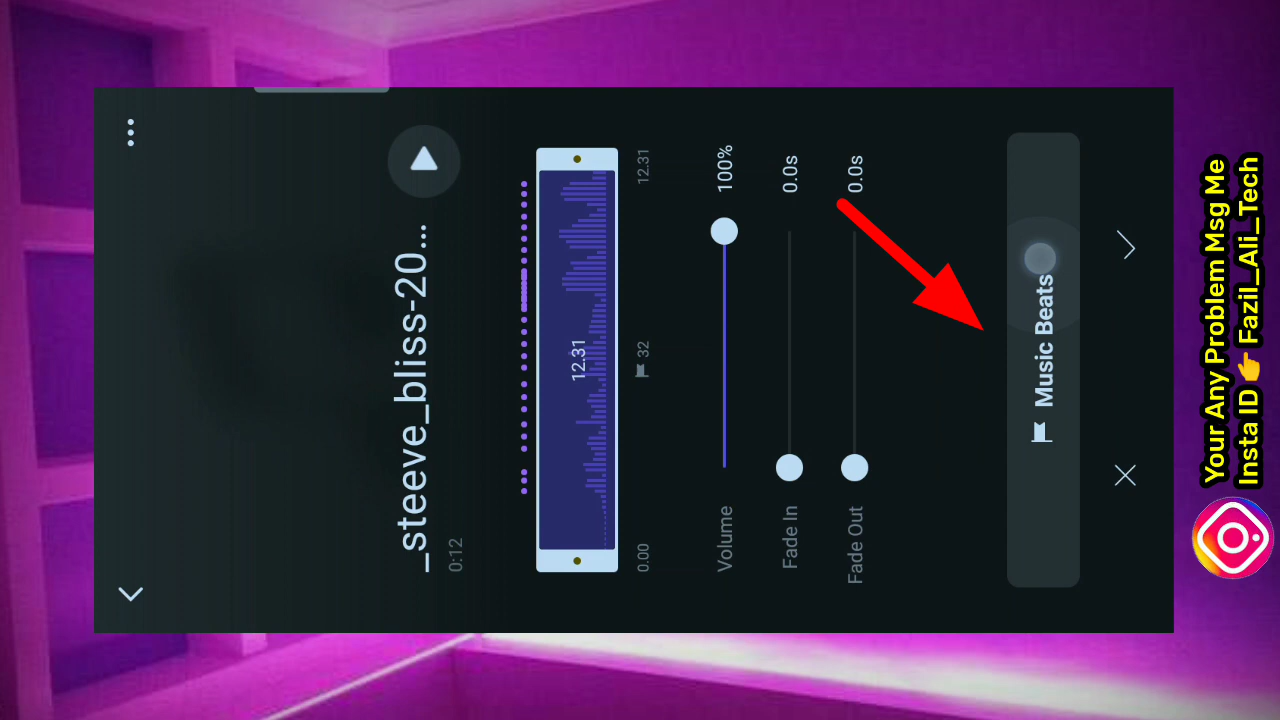 _steeve_bliss-20...
0:12
12.31
0.00
32
12.31
Volume
100%
Fade In
0.0s
Fade Out
0.0s
Music Beats
Your Any Problem Msg Me
Insta ID 👉 Fazil_Ali_Tech